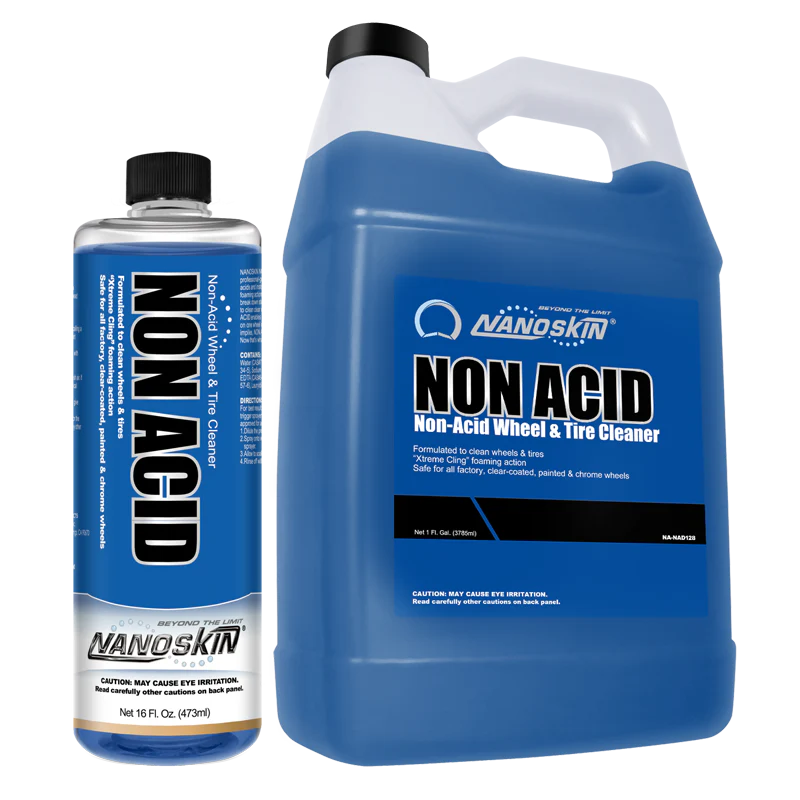 NON ACID
Non-Acid Wheel & Tire Cleaner
Formulated to clean wheels & tires
"Xtreme Cling" foaming action
Safe for all factory, clear-coated, painted & chrome wheels
BEYOND THE LIMIT
NANOSKIN®
CAUTION: MAY CAUSE EYE IRRITATION.
Read carefully other cautions on back panel.
Net 16 Fl. Oz. (473ml)
CONTAINS:
BEYOND THE LIMIT
NANOSKIN®
NON ACID
Non-Acid Wheel & Tire Cleaner
Formulated to clean wheels & tires
"Xtreme Cling" foaming action
Safe for all factory, clear-coated, painted & chrome wheels
Net 1 Fl. Gal. (3785ml)
NA-NAD128
CAUTION: MAY CAUSE EYE IRRITATION.
Read carefully other cautions on back panel.